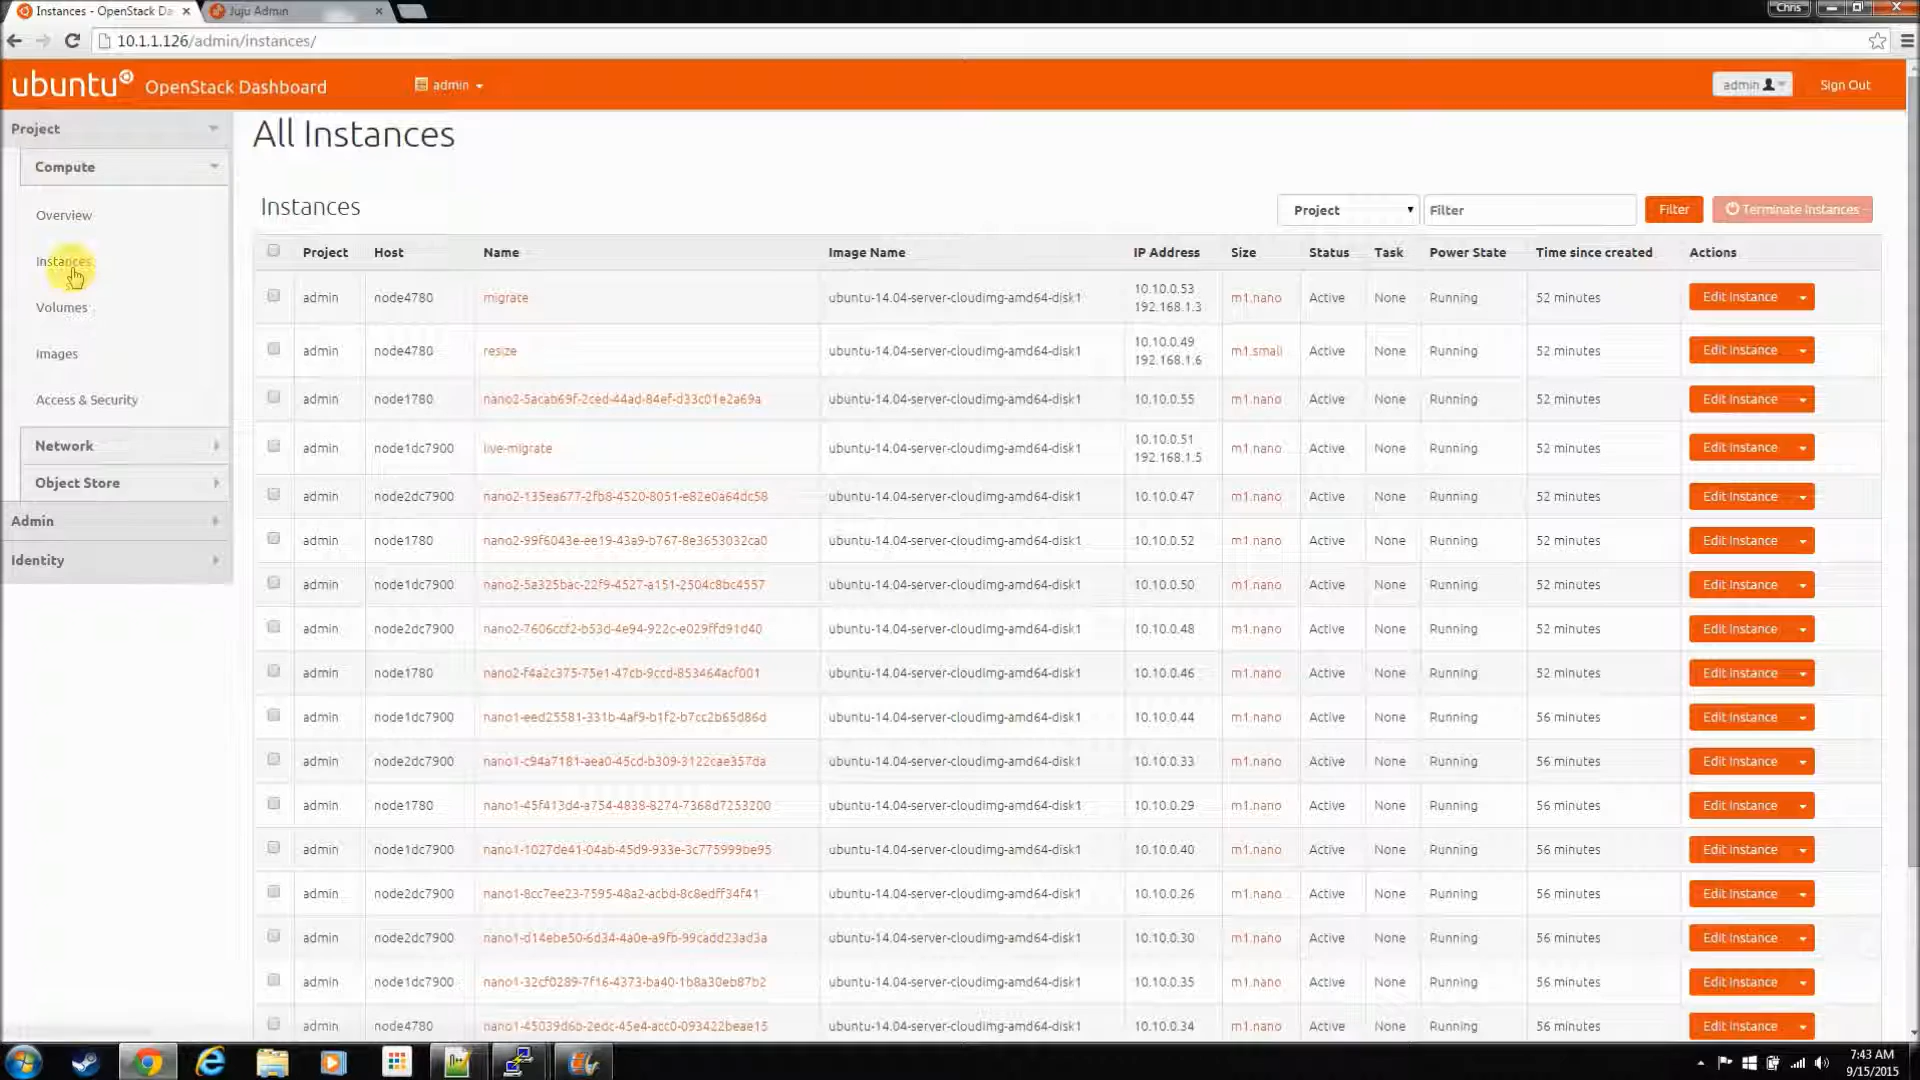 Instances - OpenStack Da
Juju Admin
Chris
10.1.1.126/admin/instances/
ubuntu OpenStack Dashboard
admin
admin
Sign Out
Project
Compute
Overview
Instances
Volumes
Images
Access & Security
Network
Object Store
Admin
Identity
All Instances
Instances
Project
Filter
Filter
Terminate Instances
Project Host Name Image Name IP Address Size Status Task Power State Time since created Actions
admin node4780 migrate ubuntu-14.04-server-cloudimg-amd64-disk1 10.10.0.53 m1.nano Active None Running 52 minutes Edit Instance
192.168.1.3
admin node4780 resize ubuntu-14.04-server-cloudimg-amd64-disk1 10.10.0.49 m1.small Active None Running 52 minutes Edit Instance
192.168.1.6
admin node1780 nano2-5acab69f-2ced-44ad-84ef-d33c01e2a69a ubuntu-14.04-server-cloudimg-amd64-disk1 10.10.0.55 m1.nano Active None Running 52 minutes Edit Instance
admin node1dc7900 live-migrate ubuntu-14.04-server-cloudimg-amd64-disk1 10.10.0.51 m1.nano Active None Running 52 minutes Edit Instance
192.168.1.5
admin node2dc7900 nano2-135ea677-2fb8-4520-8051-e82e0a64dc58 ubuntu-14.04-server-cloudimg-amd64-disk1 10.10.0.47 m1.nano Active None Running 52 minutes Edit Instance
admin node1780 nano2-99f6043e-ee19-43a9-b767-8e3653032ca0 ubuntu-14.04-server-cloudimg-amd64-disk1 10.10.0.52 m1.nano Active None Running 52 minutes Edit Instance
admin node1dc7900 nano2-5a325bac-22f9-4527-a151-2504c8bc4557 ubuntu-14.04-server-cloudimg-amd64-disk1 10.10.0.50 m1.nano Active None Running 52 minutes Edit Instance
admin node2dc7900 nano2-7606ccf2-b53d-4e94-922c-e029ffd91d40 ubuntu-14.04-server-cloudimg-amd64-disk1 10.10.0.48 m1.nano Active None Running 52 minutes Edit Instance
admin node1780 nano2-f4a2c375-75e1-47cb-9ccd-853464acf001 ubuntu-14.04-server-cloudimg-amd64-disk1 10.10.0.46 m1.nano Active None Running 52 minutes Edit Instance
admin node1dc7900 nano1-eed25581-331b-4af9-b1f2-b7cc2b65d86d ubuntu-14.04-server-cloudimg-amd64-disk1 10.10.0.44 m1.nano Active None Running 56 minutes Edit Instance
admin node2dc7900 nano1-c94a7181-aea0-45cd-b309-3122cae357da ubuntu-14.04-server-cloudimg-amd64-disk1 10.10.0.33 m1.nano Active None Running 56 minutes Edit Instance
admin node1780 nano1-45f413d4-a754-4838-8274-7368d7253200 ubuntu-14.04-server-cloudimg-amd64-disk1 10.10.0.29 m1.nano Active None Running 56 minutes Edit Instance
admin node1dc7900 nano1-1027de41-04ab-45d9-933e-3c775999be95 ubuntu-14.04-server-cloudimg-amd64-disk1 10.10.0.40 m1.nano Active None Running 56 minutes Edit Instance
admin node2dc7900 nano1-8cc7ee23-7595-48a2-acbd-8c8edff34f41 ubuntu-14.04-server-cloudimg-amd64-disk1 10.10.0.26 m1.nano Active None Running 56 minutes Edit Instance
admin node2dc7900 nano1-d14ebe50-6d34-4a0e-a9fb-99cadd23ad3a ubuntu-14.04-server-cloudimg-amd64-disk1 10.10.0.30 m1.nano Active None Running 56 minutes Edit Instance
admin node1dc7900 nano1-32cf0289-7f16-4373-ba40-1b8a30eb87b2 ubuntu-14.04-server-cloudimg-amd64-disk1 10.10.0.35 m1.nano Active None Running 56 minutes Edit Instance
admin node4780 nano1-45039d6b-2edc-45e4-acc0-093422beae15 ubuntu-14.04-server-cloudimg-amd64-disk1 10.10.0.34 m1.nano Active None Running 56 minutes Edit Instance
7:43 AM
9/15/2015